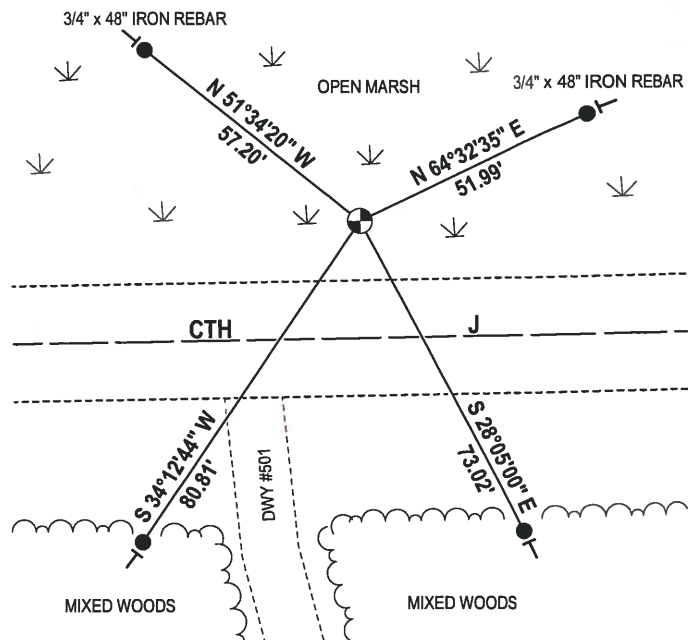 3/4" x 48" IRON REBAR
OPEN MARSH
3/4" x 48" IRON REBAR
N 51°34'20" W
57.20'
N 64°32'35" E
51.99'
CTH
J
S 34°12'44" W
80.81'
DWY #501
S 28°05'00" E
73.02'
MIXED WOODS
MIXED WOODS